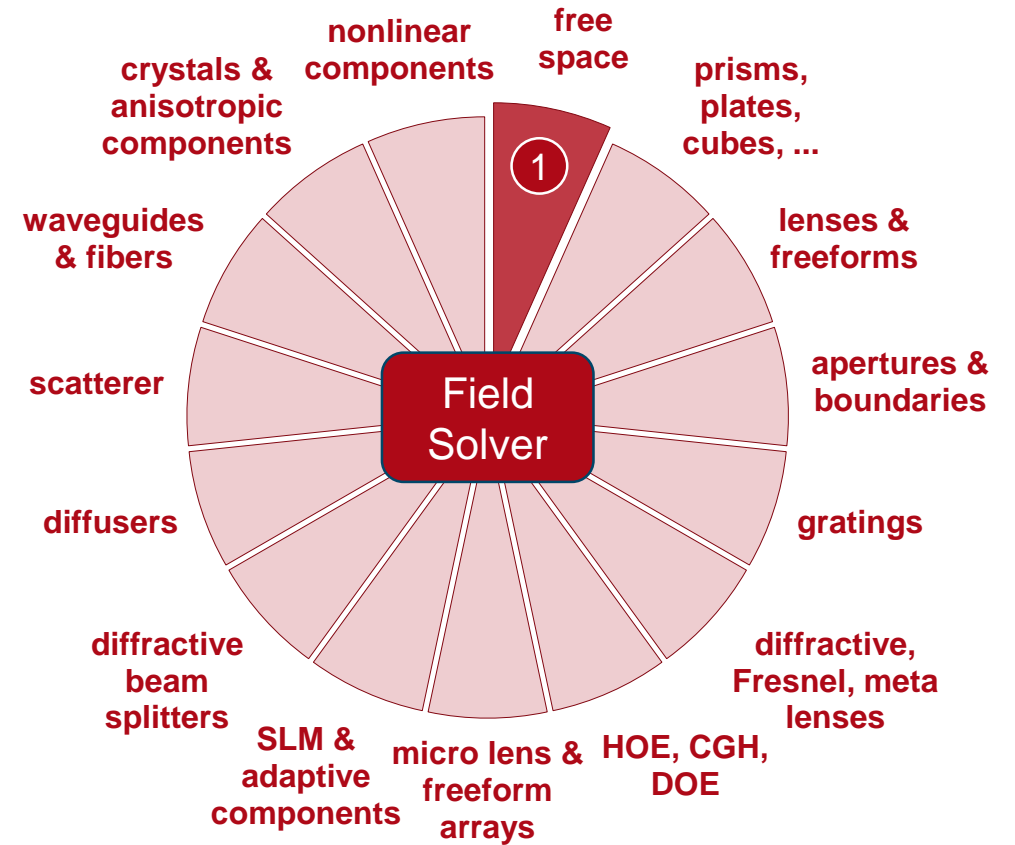 free
space
1
prisms,
plates,
cubes, ...
lenses &
freeforms
apertures &
boundaries
gratings
diffractive,
Fresnel, meta
lenses
HOE, CGH,
DOE
micro lens &
freeform
arrays
SLM &
adaptive
components
diffractive
beam
splitters
diffusers
scatterer
waveguides
& fibers
crystals &
anisotropic
components
nonlinear
components
Field
Solver